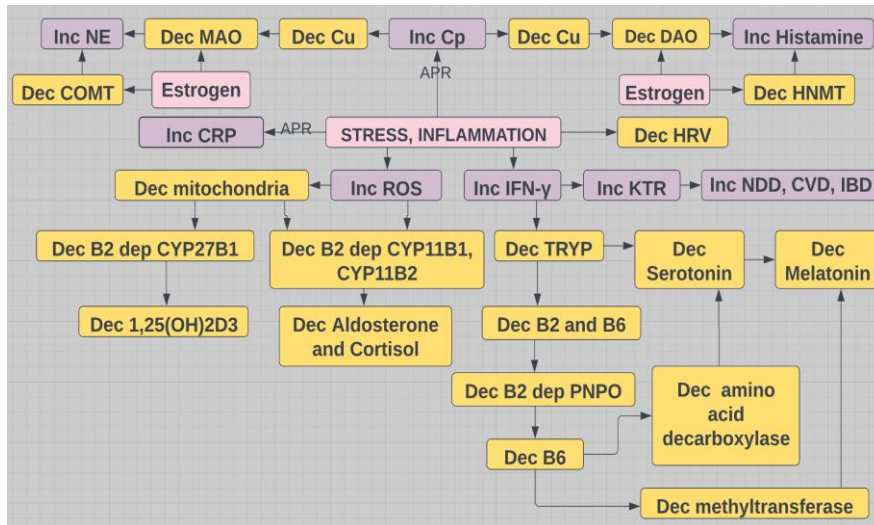 Inc NE
Dec MAO
Dec Cu
Inc Cp
Dec Cu
Dec DAO
Inc Histamine
APR
Dec COMT
Estrogen
Estrogen
Dec HNMT
Inc CRP
APR
STRESS, INFLAMMATION
Dec HRV
Dec mitochondria
Inc ROS
Inc IFN-γ
Inc KTR
Inc NDD, CVD, IBD
Dec B2 dep CYP27B1
Dec B2 dep CYP11B1,
CYP11B2
Dec TRYP
Dec
Serotonin
Dec
Melatonin
Dec 1,25(OH)2D3
Dec Aldosterone
and Cortisol
Dec B2 and B6
Dec B2 dep PNPO
Dec amino
acid
decarboxylase
Dec B6
Dec methyltransferase